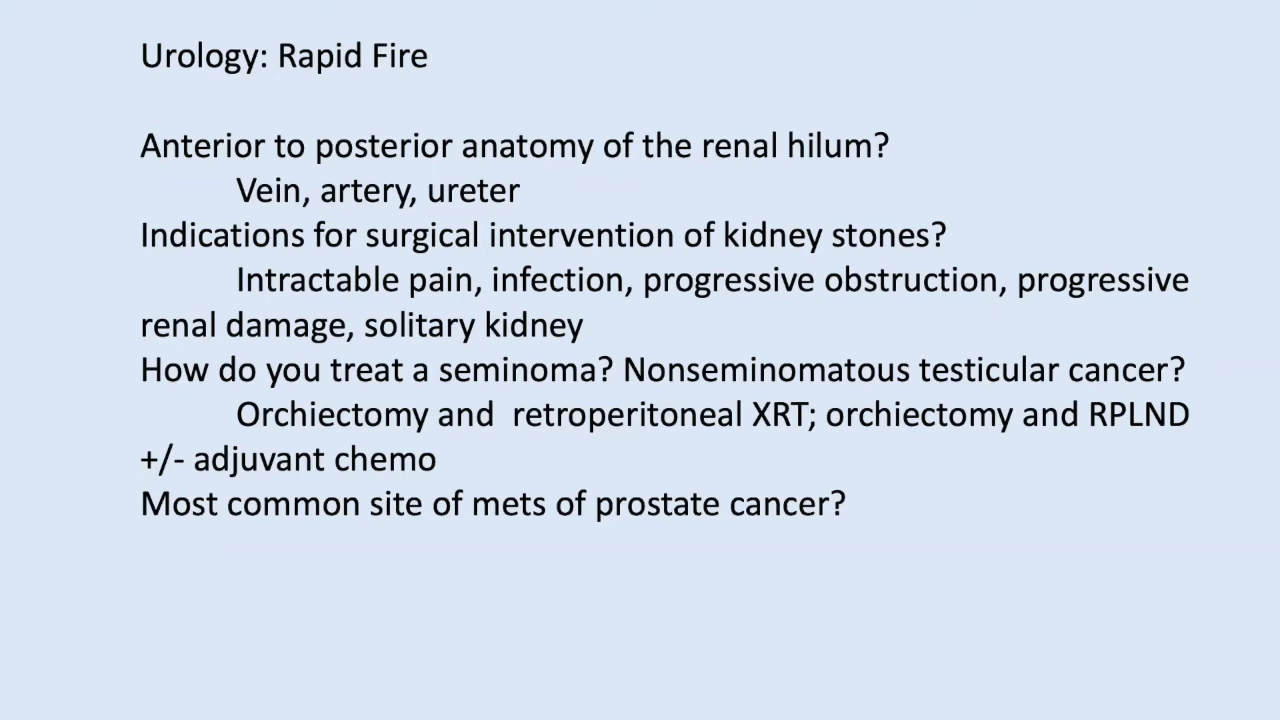 Urology: Rapid Fire
Anterior to posterior anatomy of the renal hilum?
Vein, artery, ureter
Indications for surgical intervention of kidney stones?
Intractable pain, infection, progressive obstruction, progressive
renal damage, solitary kidney
How do you treat a seminoma? Nonseminomatous testicular cancer?
Orchiectomy and  retroperitoneal XRT; orchiectomy and RPLND
+/- adjuvant chemo
Most common site of mets of prostate cancer?